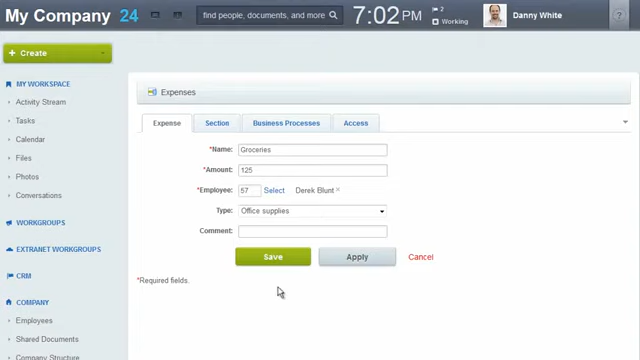 My Company 24
find people, documents, and more
7:02 PM
2
Working
Danny White
?
+ Create
MY WORKSPACE
Activity Stream
Tasks
Calendar
Files
Photos
Conversations
WORKGROUPS
EXTRANET WORKGROUPS
CRM
COMPANY
Employees
Shared Documents
Company Structure
Expenses
Expense Section Business Processes Access
*Name: Groceries
*Amount: 125
*Employee: 57 Select Derek Blunt ×
Type: Office supplies
Comment:
Save Apply Cancel
*Required fields.